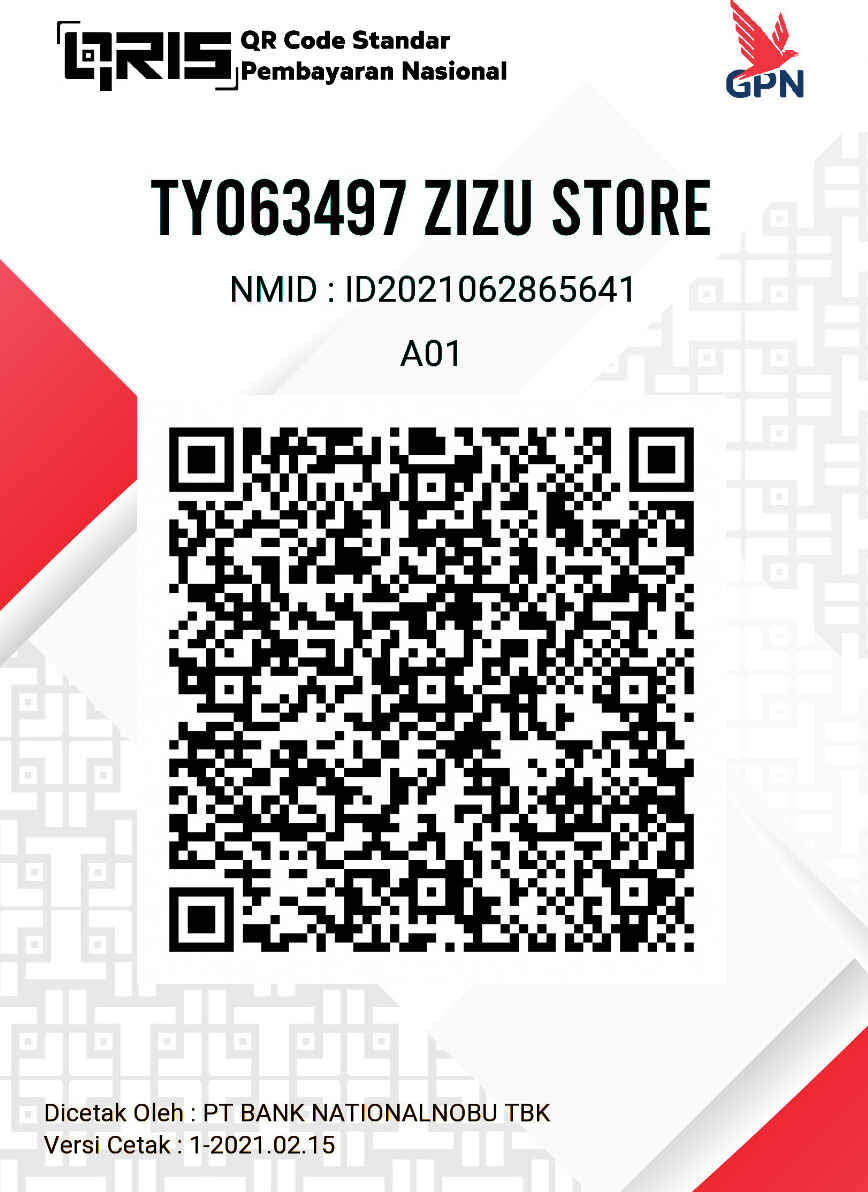 QRIS QR Code Standar
Pembayaran Nasional
GPN
TY063497 ZIZU STORE
NMID : ID2021062865641
A01
Dicetak Oleh : PT BANK NATIONALNOBU TBK
Versi Cetak : 1-2021.02.15